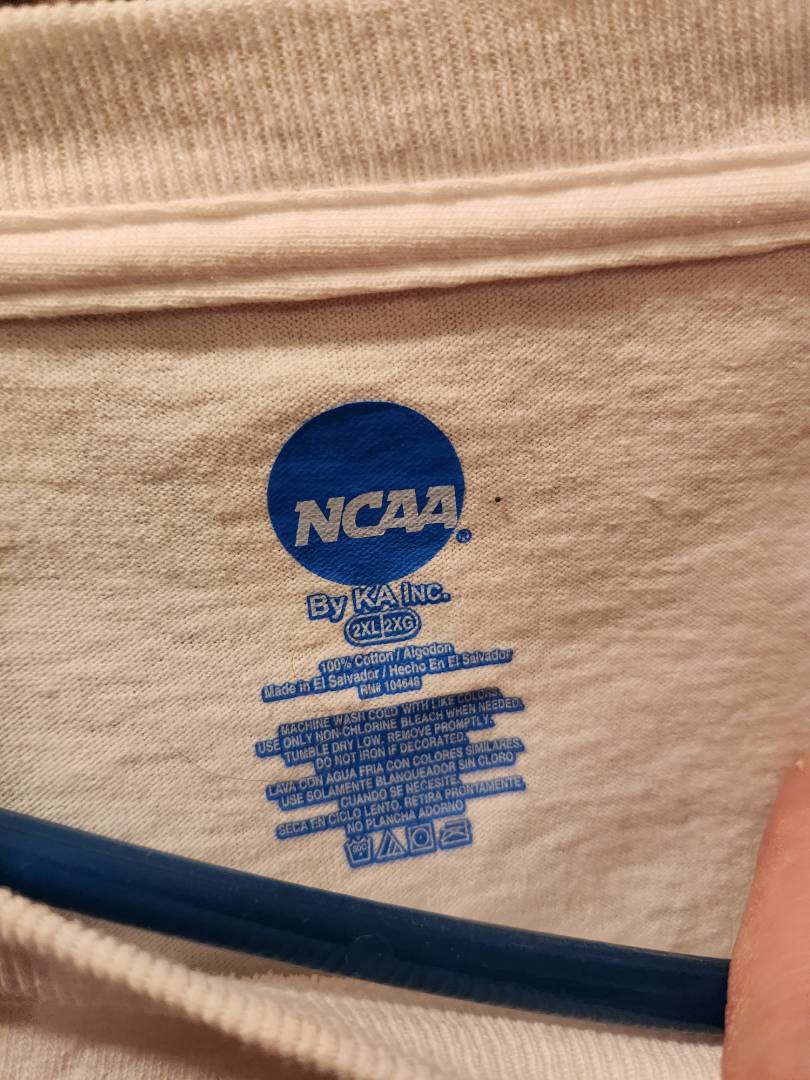 NCAA®
By KA Inc.
2XL 2XG
100% Cotton / Algodon
Made in El Salvador / Hecho En El Salvador
RN# 104648
MACHINE WASH COLD WITH LIKE COLORS.
USE ONLY NON-CHLORINE BLEACH WHEN NEEDED.
TUMBLE DRY LOW. REMOVE PROMPTLY.
DO NOT IRON IF DECORATED.
LAVA CON AGUA FRIA CON COLORES SIMILARES.
USE SOLAMENTE BLANQUEADOR SIN CLORO
CUANDO SE NECESITE.
SECA EN CICLO LENTO, RETIRA PRONTAMENTE
NO PLANCHA ADORNO
30C